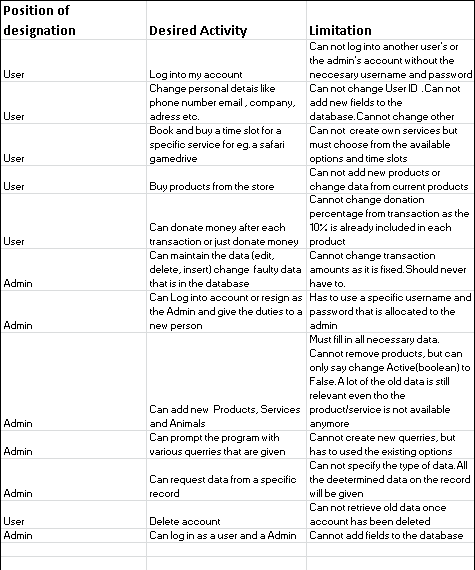 Position of
designation
Desired Activity
Limitation
User
Log into my account
Can not log into another user's or
the admin's account without the
neccesary username and password
User
Change personal detais like
phone number email , company,
adress etc.
Can not change User ID .Can not
add new fields to the
database.Cannot change other
User
Book and buy a time slot for a
specific service for eg.a safari
gamedrive
Can not create own services but
must choose from the available
options and time slots
User
Buy products from the store
Can not add new products or
change data from current products
User
Can donate money after each
transaction or just donate money
Cannot change donation
percentage from transaction as the
10% is already included in each
product
Admin
Can maintain the data (edit,
delete, insert) change faulty data
that is in the database
Cannot change transaction
amounts as it is fixed.Should never
have to.
Admin
Can Log into account or resign as
the Admin and give the duties to a
new person
Has to use a specific username and
password that is allocated to the
admin
Admin
Can add new Products, Services
and Animals
Must fill in all necessary data.
Cannot remove products, but can
only say change Active(boolean) to
False.A lot of the old data is still
relevant even tho the
product/service is not available
anymore
Admin
Can prompt the program with
various querries that are given
Cannot create new querries, but
has to used the existing options
Admin
Can request data from a specific
record
Can not specify the type of data.All
the deetermined data on the record
will be given
User
Delete account
Can not retrieve old data once
account has been deleted
Admin
Can log in as a user and a Admin
Cannot add fields to the database